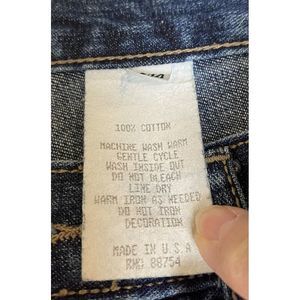 100% COTTON
MACHINE WASH WARM
GENTLE CYCLE
WASH INSIDE OUT
DO NOT BLEACH
LINE DRY
WARM IRON AS NEEDED
DO NOT IRON
DECORATION
MADE IN U.S.A
RN# 88754